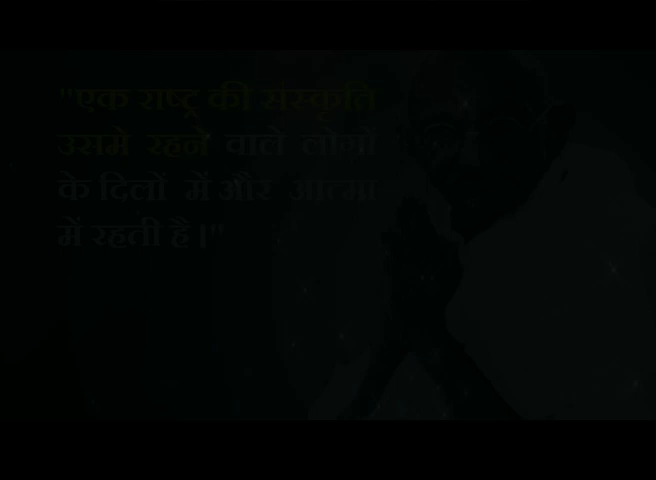 "एक राष्ट्र की संस्कृति
उसमे रहने वाले लोगों
के दिलों में और आत्मा
में रहती है।"